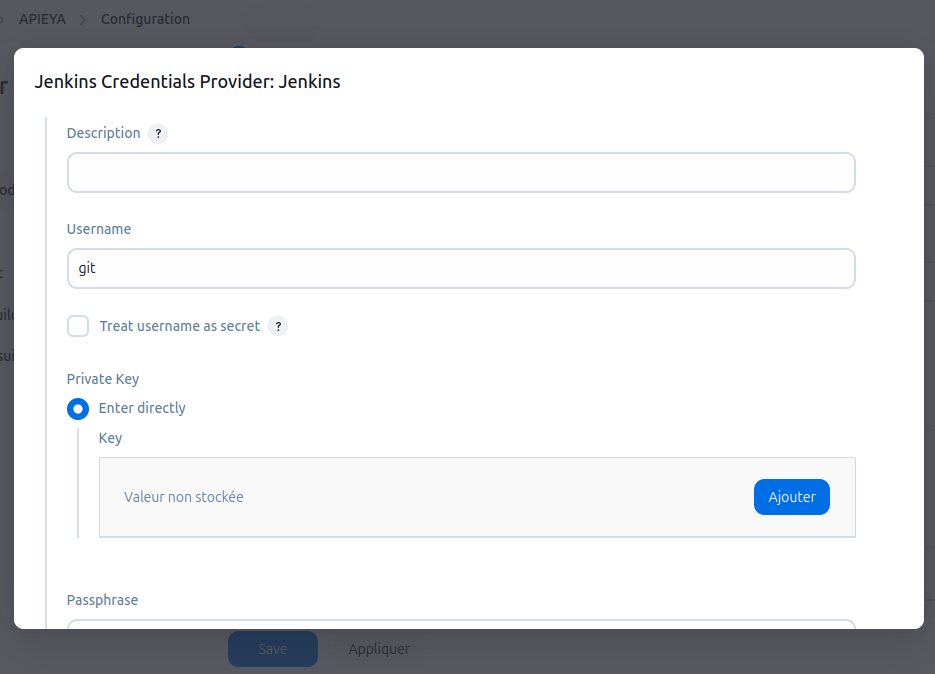 APIEYA
Configuration
Jenkins Credentials Provider: Jenkins
Description ?
Username
git
Treat username as secret ?
Private Key
Enter directly
Key
Valeur non stockée
Ajouter
Passphrase
Save
Appliquer